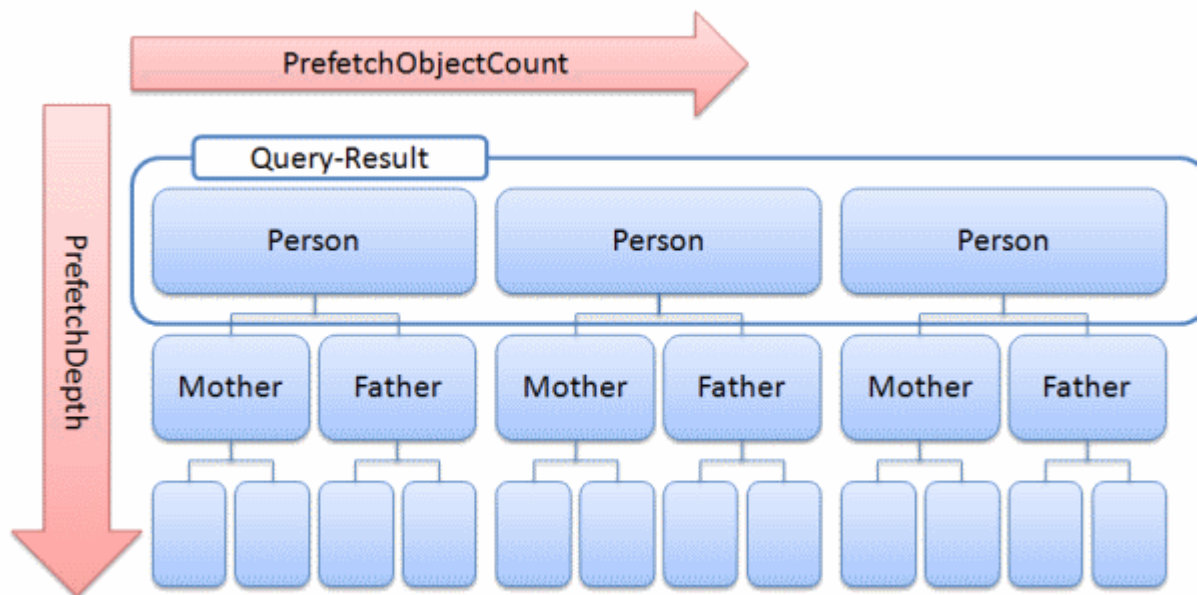 PrefetchObjectCount
PrefetchDepth
Query-Result
Person
Person
Person
Mother
Father
Mother
Father
Mother
Father